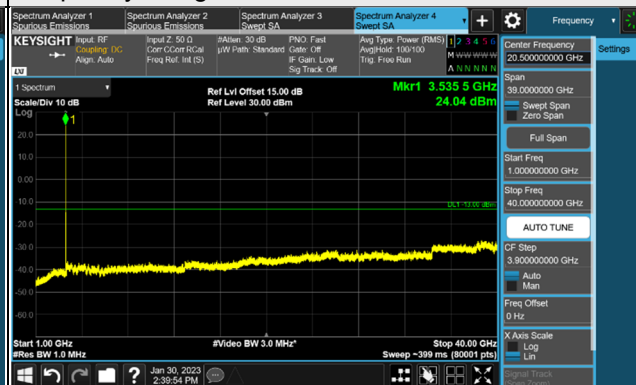 Spectrum Analyzer 1
Spurious Emissions
Spectrum Analyzer 2
Spurious Emissions
Spectrum Analyzer 3
Swept SA
Spectrum Analyzer 4
Swept SA
Frequency
KEYSIGHT
Input: RF
Coupling: DC
Align: Auto
Input Z: 50 Ω
Corr CCorr RCal
Freq Ref: Int (S)
#Atten: 30 dB
µW Path: Standard
PNO: Fast
Gate: Off
IF Gain: Low
Sig Track: Off
Avg Type: Power (RMS)
Avg|Hold: 100/100
Trig: Free Run
1 2 3 4 5 6
M W W W W W
A N N N N N
LXI
1 Spectrum
Scale/Div 10 dB
Log
Ref Lvl Offset 15.00 dB
Ref Level 30.00 dBm
Mkr1 3.535 5 GHz
24.04 dBm
1
20.0
10.0
0.00
-10.0
-20.0
-30.0
-40.0
-50.0
-60.0
DL1 -13.00 dBm
Start 1.00 GHz
#Res BW 1.0 MHz
#Video BW 3.0 MHz*
Stop 40.00 GHz
Sweep ~399 ms (80001 pts)
Center Frequency
20.500000000 GHz
Span
39.0000000 GHz
Swept Span
Zero Span
Full Span
Start Freq
1.000000000 GHz
Stop Freq
40.000000000 GHz
AUTO TUNE
CF Step
3.900000000 GHz
Auto
Man
Freq Offset
0 Hz
X Axis Scale
Log
Lin
Signal Track
(Span Zoom)
Settings
?
Jan 30, 2023
2:39:54 PM